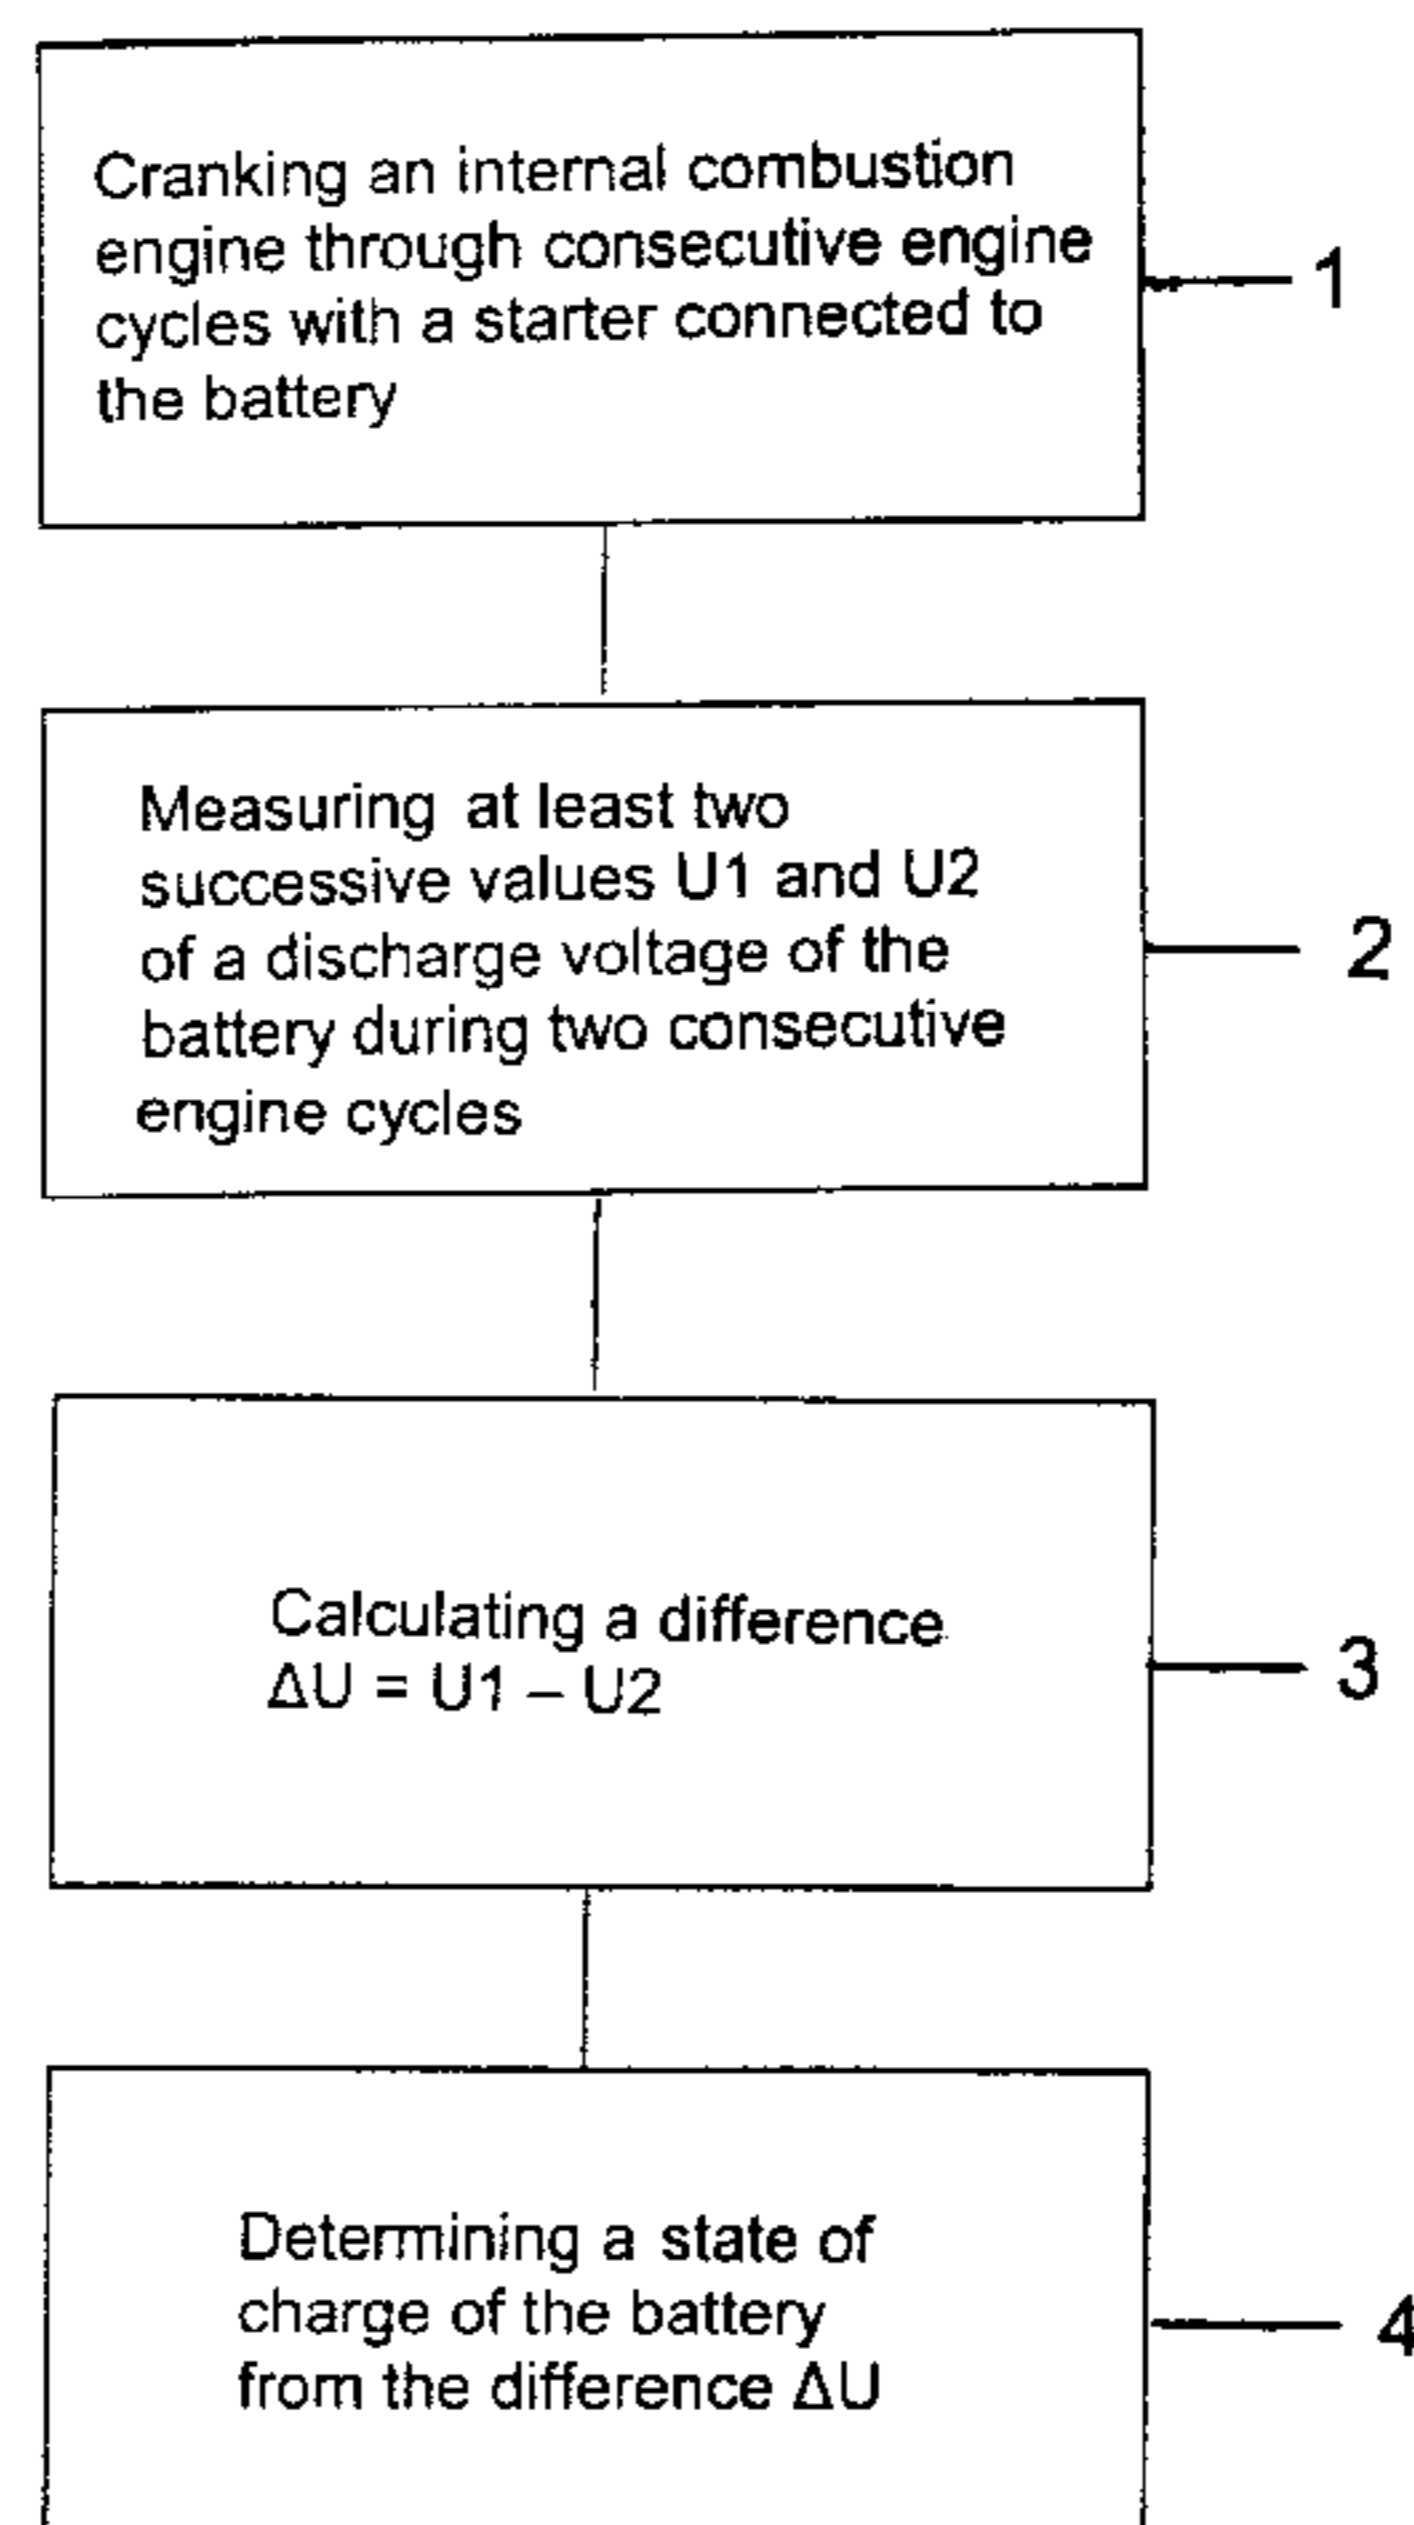 Cranking an internal combustion
engine through consecutive engine
cycles with a starter connected to
the battery
1
Measuring at least two
successive values U1 and U2
of a discharge voltage of the
battery during two consecutive
engine cycles
2
Calculating a difference
ΔU = U1 – U2
3
Determining a state of
charge of the battery
from the difference ΔU
4